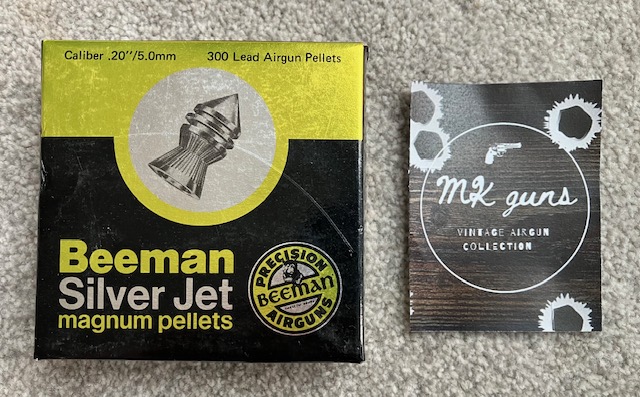 Caliber .20"/5.0mm 300 Lead Airgun Pellets
Beeman
Silver Jet
magnum pellets
PRECISION
BEEMAN
AIRGUNS
MK guns
VINTAGE AIRGUN
COLLECTION